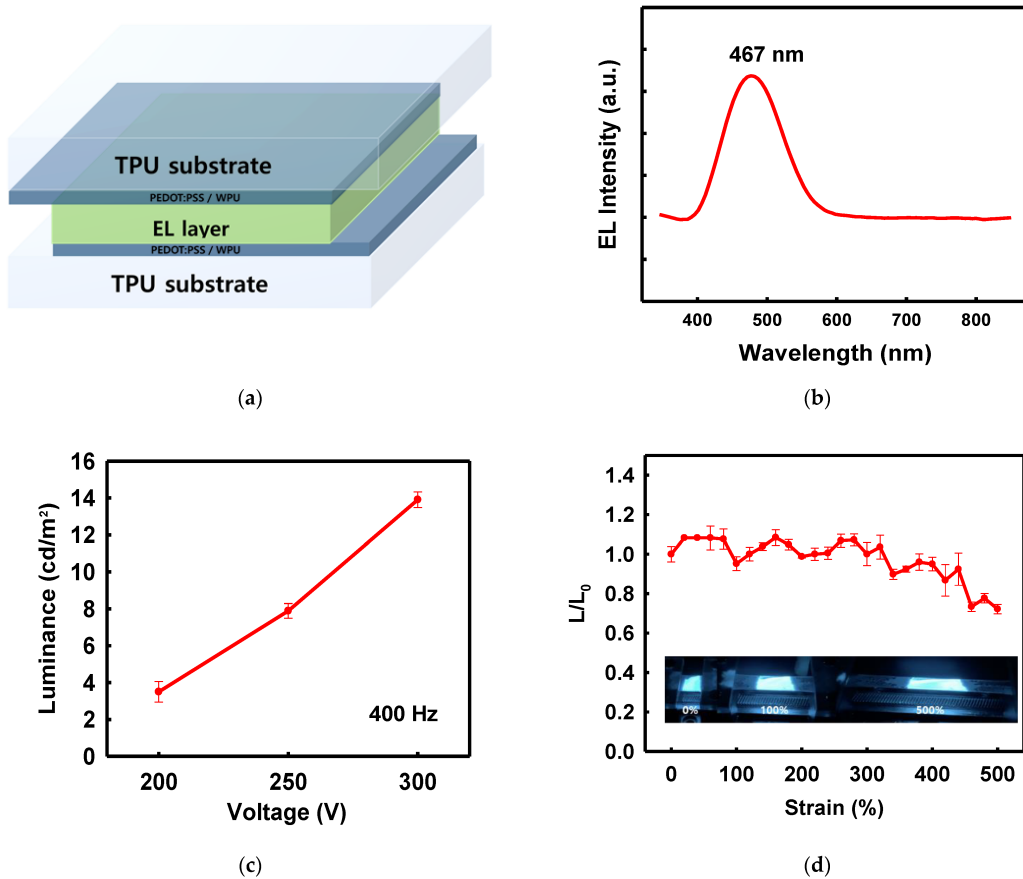 TPU substrate
PEDOT:PSS / WPU
EL layer
PEDOT:PSS / WPU
TPU substrate
(a)
467 nm
EL Intensity (a.u.)
400 500 600 700 800
Wavelength (nm)
(b)
16
14
12
10
8
6
4
2
0
Luminance (cd/m²)
400 Hz
200 250 300
Voltage (V)
(c)
1.4
1.2
1.0
0.8
0.6
0.4
0.2
0.0
L/L₀
0% 100% 500%
0 100 200 300 400 500
Strain (%)
(d)